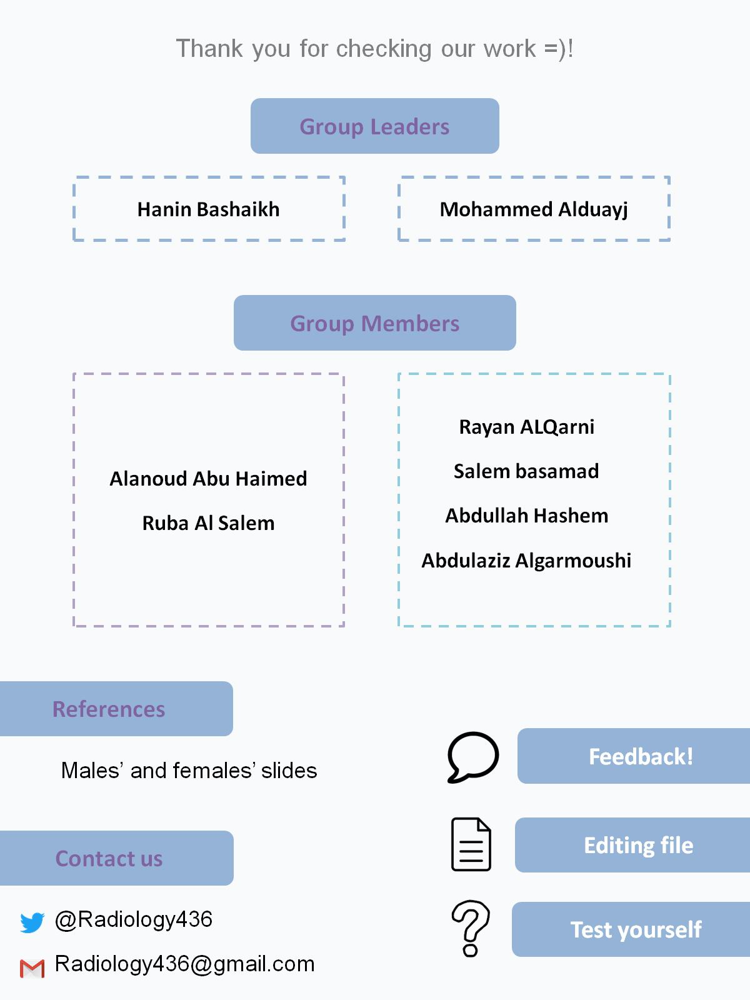 Thank you for checking our work =)!
Group Leaders
Hanin Bashaikh
Mohammed Alduayj
Group Members
Alanoud Abu Haimed
Ruba Al Salem
Rayan ALQarni
Salem basamad
Abdullah Hashem
Abdulaziz Algarmoushi
References
Males’ and females’ slides
Contact us
@Radiology436
Radiology436@gmail.com
Feedback!
Editing file
Test yourself